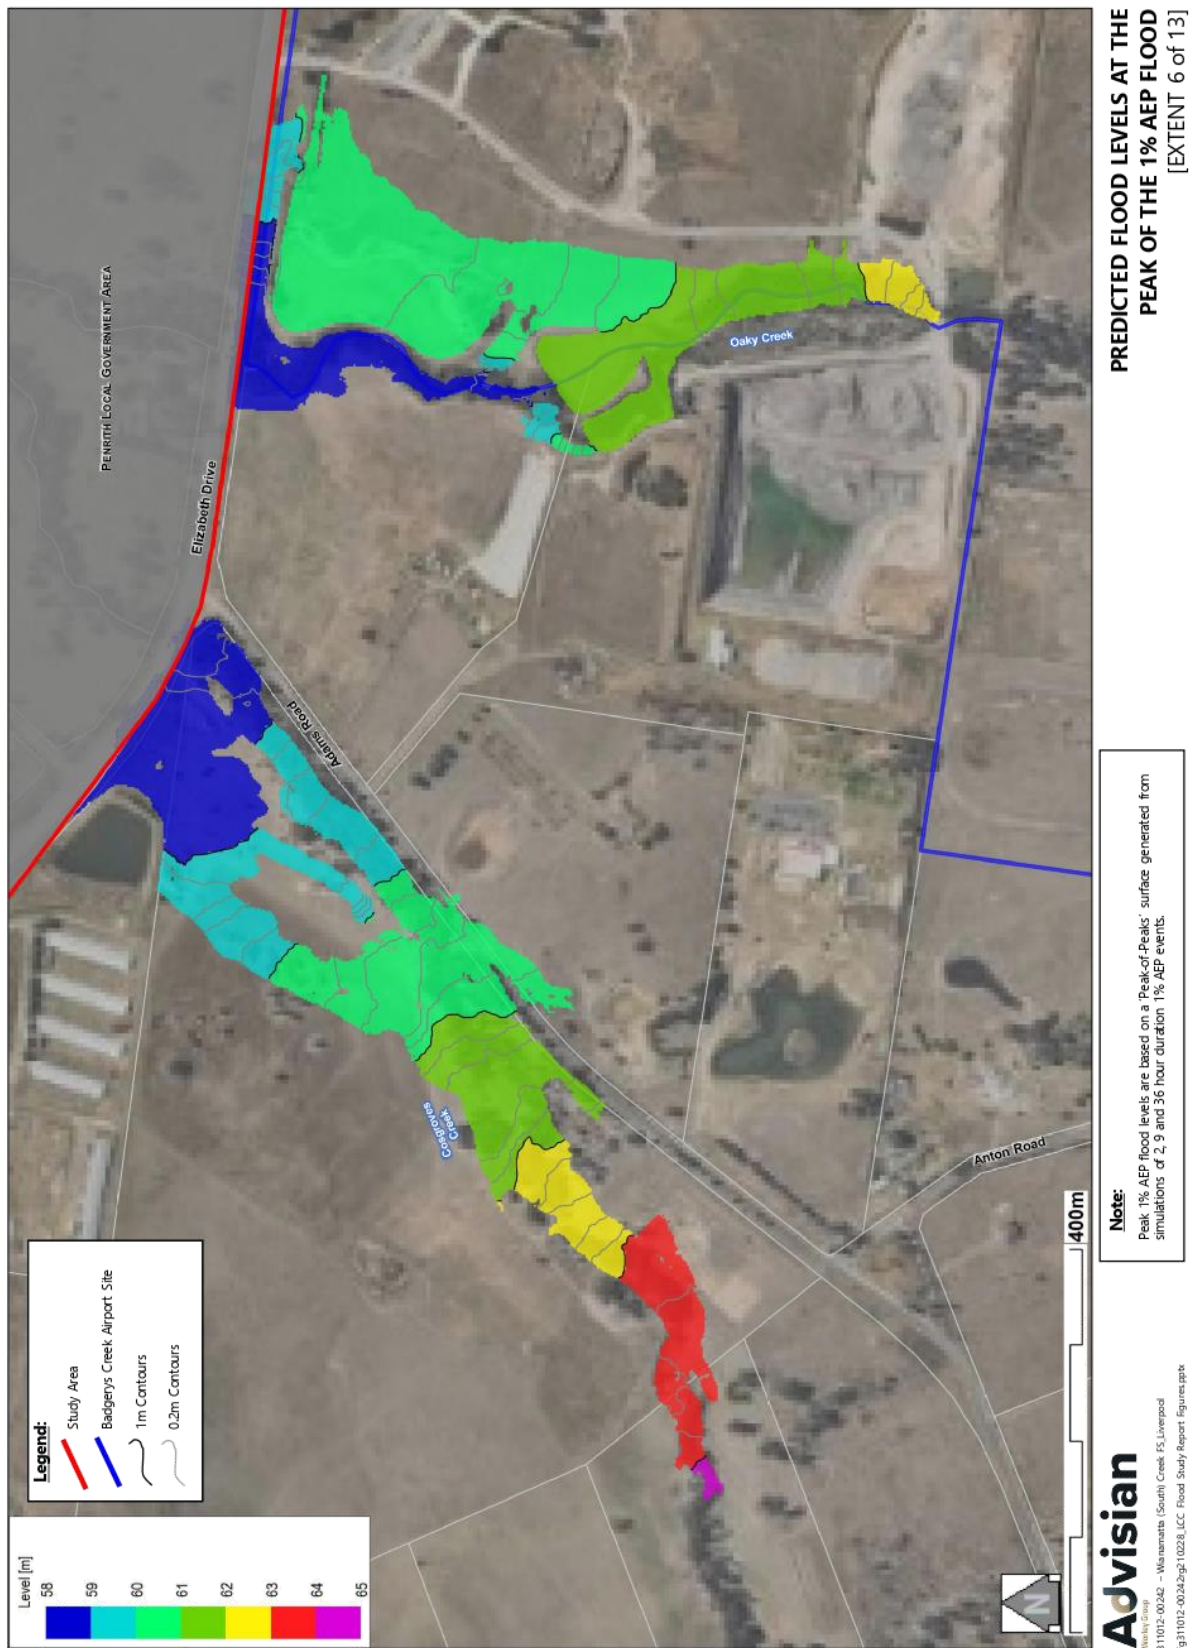 PREDICTED FLOOD LEVELS AT THE
PEAK OF THE 1% AEP FLOOD
[EXTENT 6 of 13]
Level [m]
58
59
60
61
62
63
64
65
Legend:
Study Area
Badgerys Creek Airport Site
1m Contours
0.2m Contours
PENRITH LOCAL GOVERNMENT AREA
Elizabeth Drive
Adams Road
Oaky Creek
Cosgroves
Creek
Anton Road
400m
N
Note:
Peak 1% AEP flood levels are based on a 'Peak-of-Peaks' surface generated from
simulations of 2, 9 and 36 hour duration 1% AEP events.
Advisian
Worley Group
311012-00242 – Wianamatta (South) Creek FS_Liverpool
rg311012-00242rg210228_LCC Flood Study Report Figures.pptx